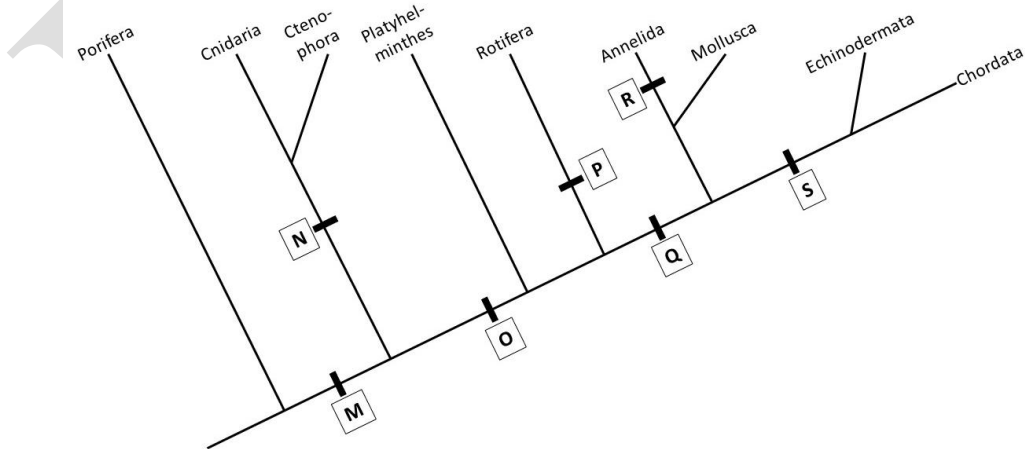 Porifera
Cnidaria
Cteno-
phora
Platyhel-
minthes
Rotifera
Annelida
Mollusca
Echinodermata
Chordata
R
P
S
N
Q
O
M